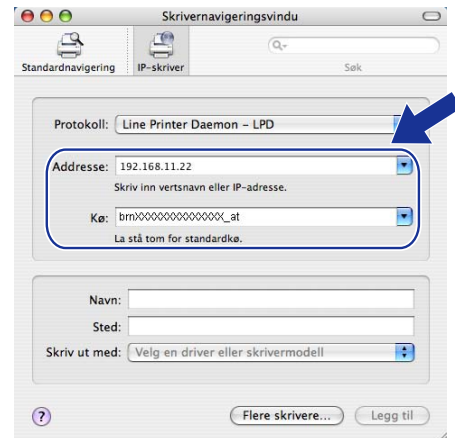 Skrivernavigeringsvindu
Standardnavigering
IP-skriver
Søk
Protokoll: Line Printer Daemon – LPD
Addresse: 192.168.11.22
Skriv inn vertsnavn eller IP-adresse.
Kø: brnXXXXXXXXXXXX_at
La stå tom for standardkø.
Navn:
Sted:
Skriv ut med: Velg en driver eller skrivermodell
?
Flere skrivere...
Legg til